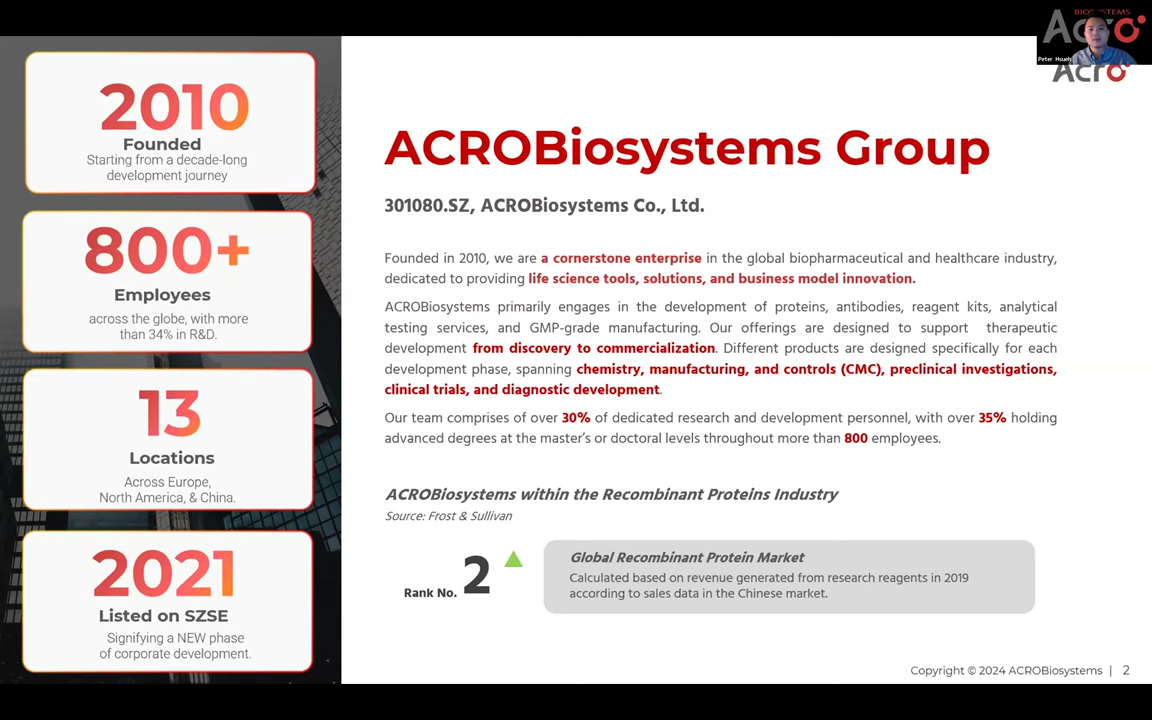 2010
Founded
Starting from a decade-long
development journey
800+
Employees
across the globe, with more
than 34% in R&D.
13
Locations
Across Europe,
North America, & China.
2021
Listed on SZSE
Signifying a NEW phase
of corporate development.
BIOSYSTEMS
Acro
Peter Hsueh
Acro
ACROBiosystems Group
301080.SZ, ACROBiosystems Co., Ltd.
Founded in 2010, we are a cornerstone enterprise in the global biopharmaceutical and healthcare industry,
dedicated to providing life science tools, solutions, and business model innovation.
ACROBiosystems primarily engages in the development of proteins, antibodies, reagent kits, analytical
testing services, and GMP-grade manufacturing. Our offerings are designed to support therapeutic
development from discovery to commercialization. Different products are designed specifically for each
development phase, spanning chemistry, manufacturing, and controls (CMC), preclinical investigations,
clinical trials, and diagnostic development.
Our team comprises of over 30% of dedicated research and development personnel, with over 35% holding
advanced degrees at the master's or doctoral levels throughout more than 800 employees.
ACROBiosystems within the Recombinant Proteins Industry
Source: Frost & Sullivan
Rank No. 2
Global Recombinant Protein Market
Calculated based on revenue generated from research reagents in 2019
according to sales data in the Chinese market.
Copyright © 2024 ACROBiosystems | 2